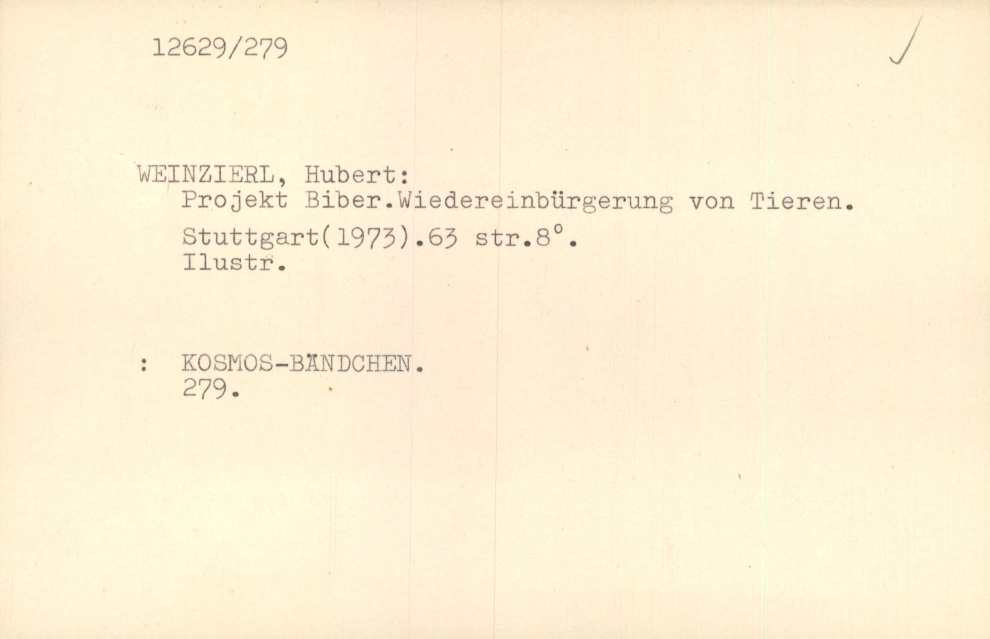 12629/279
WEINZIERL, Hubert:
Projekt Biber.Wiedereinbürgerung von Tieren.
Stuttgart(1973).63 str.8°.
Ilustr.
: KOSMOS-BÄNDCHEN.
279.